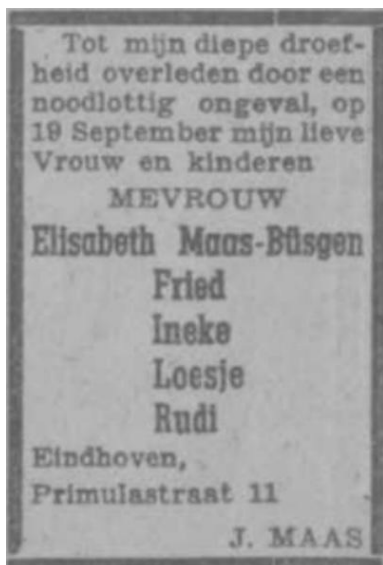 Tot mijn diepe droef-
heid overleden door een
noodlottig ongeval, op
19 September mijn lieve
Vrouw en kinderen
MEVROUW
Elisabeth Maas-Büsgen
Fried
Ineke
Loesje
Rudi
Eindhoven,
Primulastraat 11
J. MAAS